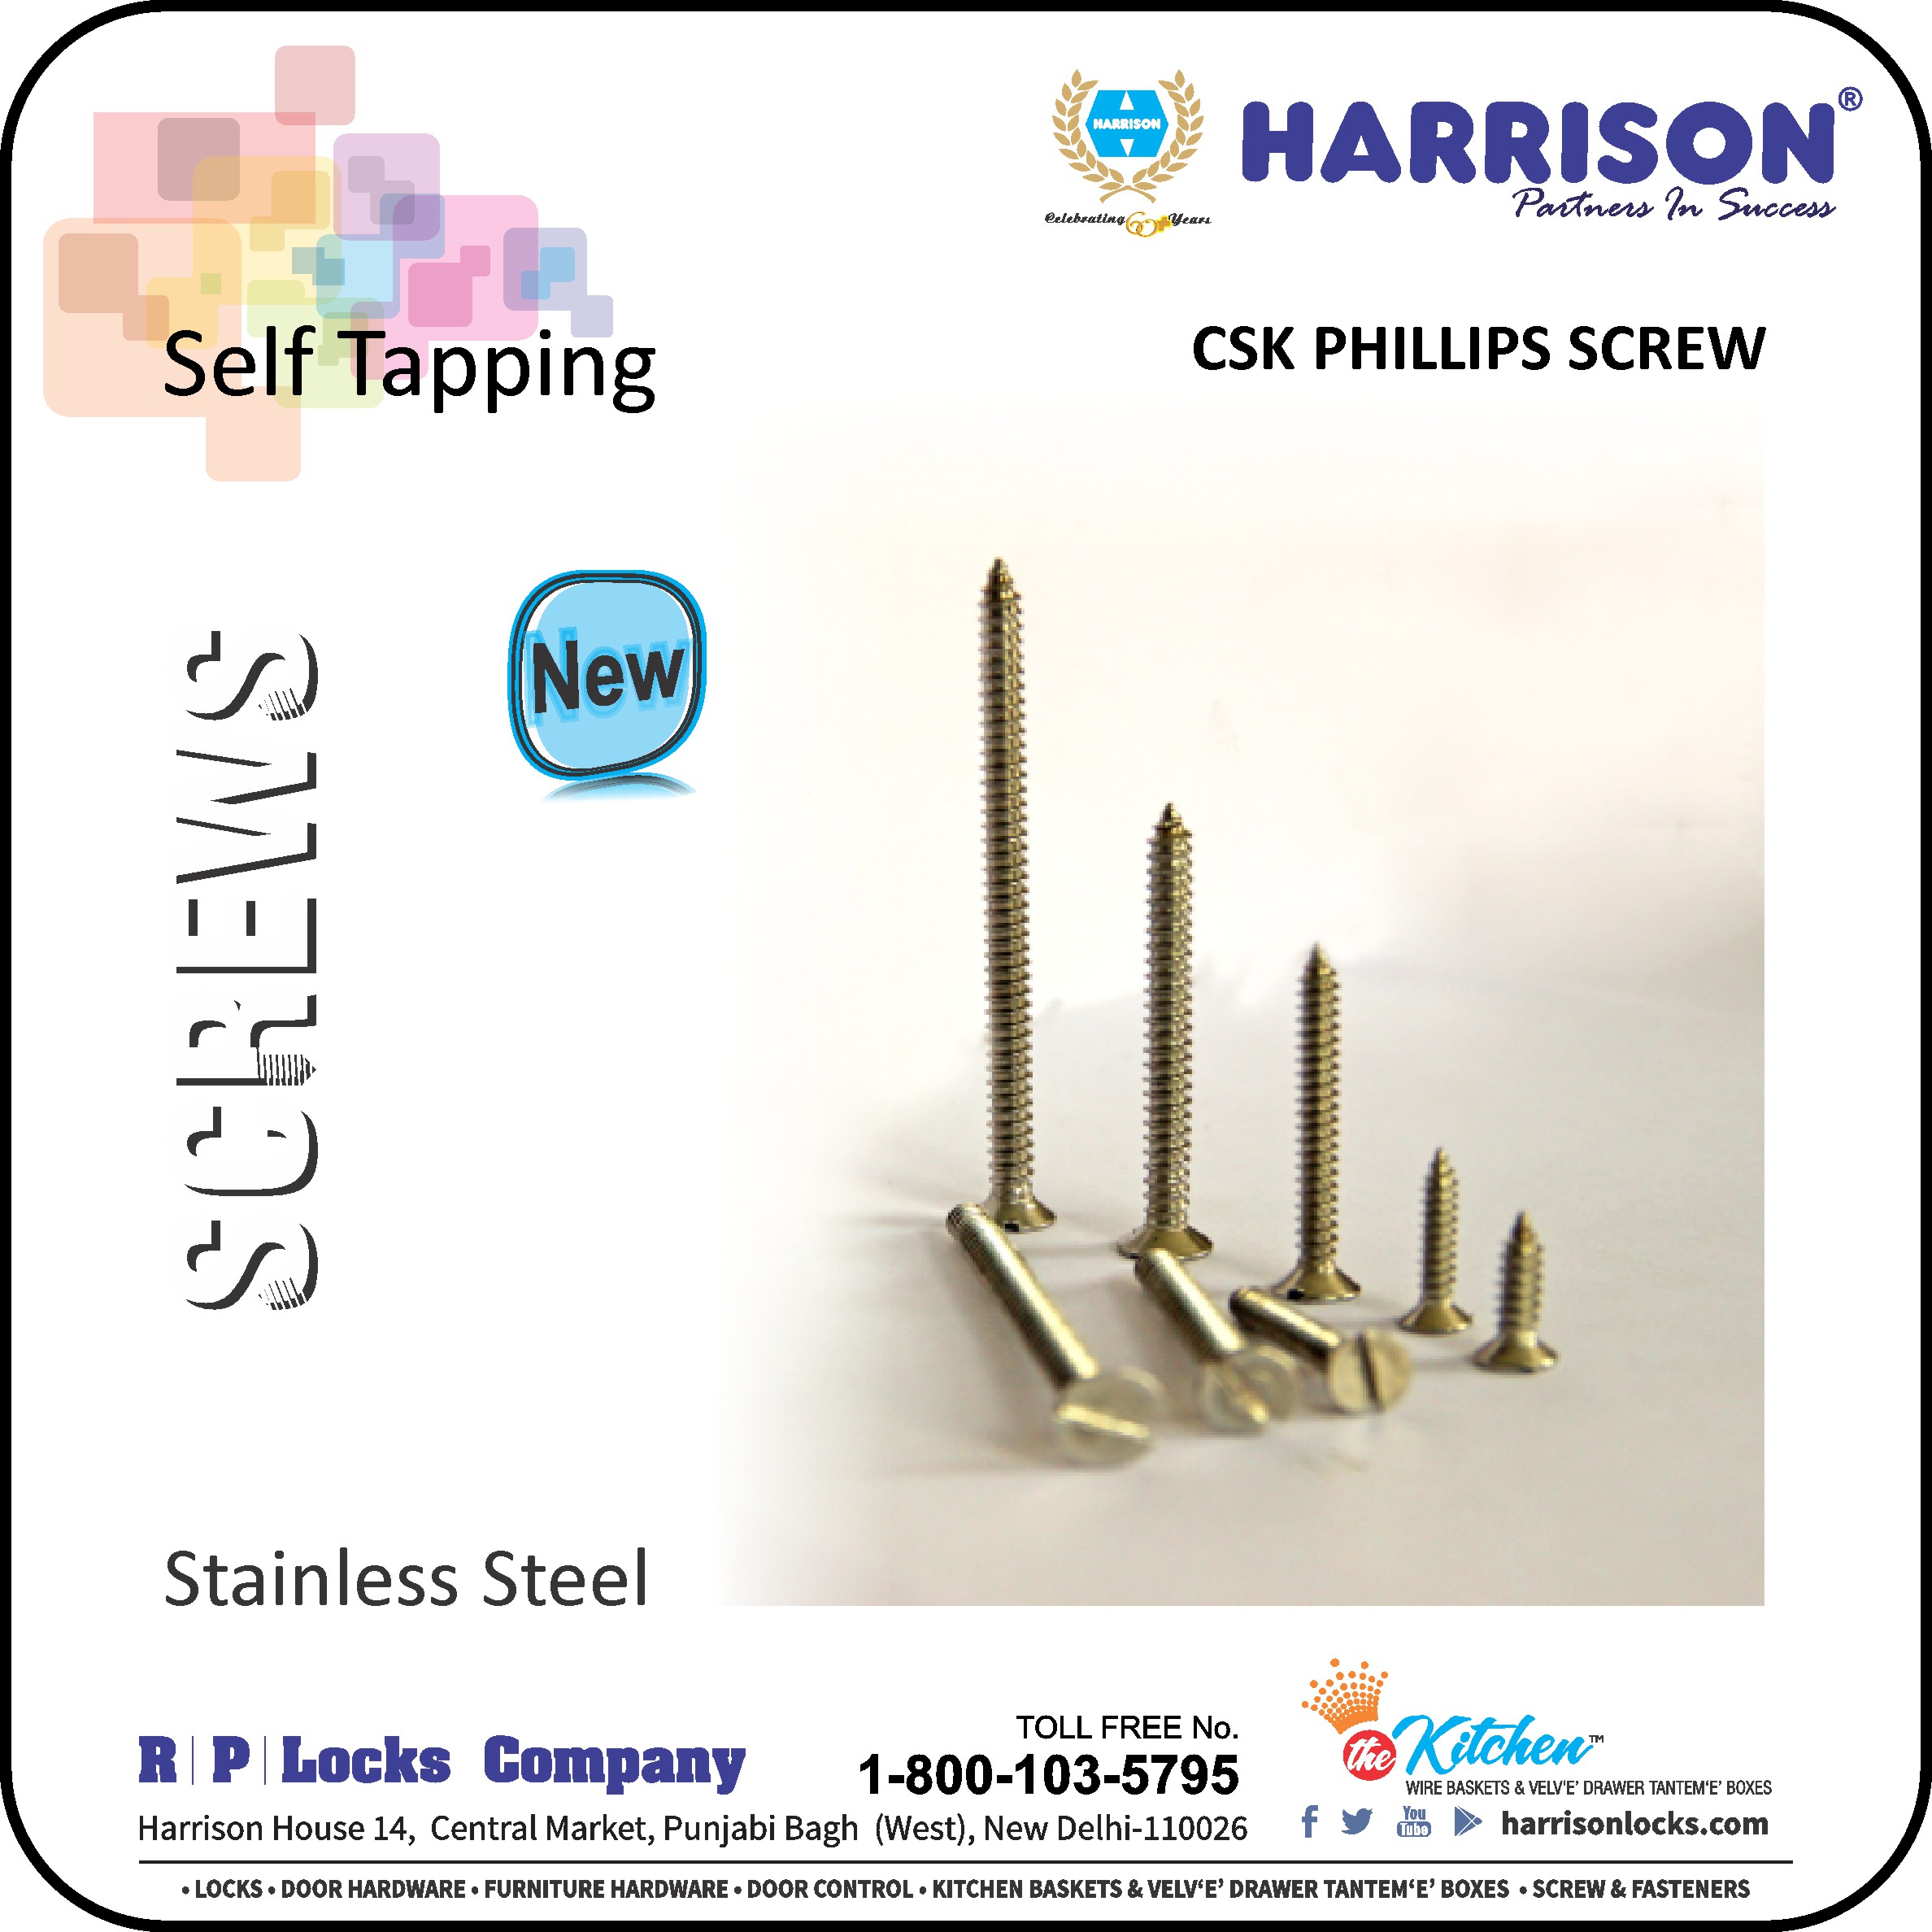 HARRISON
Celebrating 60+ Years
HARRISON®
Partners In Success
Self Tapping
CSK PHILLIPS SCREW
New
SCREWS
Stainless Steel
R|P|Locks Company
TOLL FREE No.
1-800-103-5795
Harrison House 14, Central Market, Punjabi Bagh (West), New Delhi-110026
the Kitchen™
WIRE BASKETS & VELV'E' DRAWER TANTEM'E' BOXES
f You Tube harrisonlocks.com
• LOCKS • DOOR HARDWARE • FURNITURE HARDWARE • DOOR CONTROL • KITCHEN BASKETS & VELV‘E’ DRAWER TANTEM‘E’ BOXES • SCREW & FASTENERS